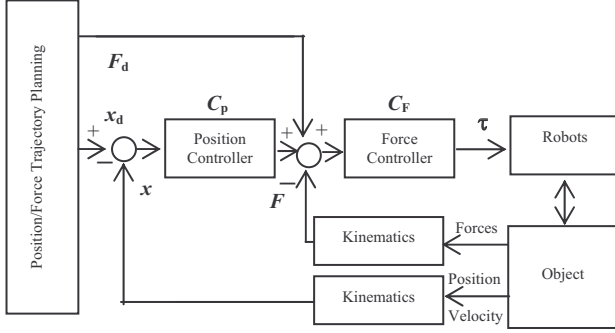 Position/Force Trajectory Planning
F_d
C_p
C_F
x_d
+
−
Position
Controller
+
+
−
Force
Controller
τ
Robots
x
F
Kinematics
Forces
Kinematics
Position
Velocity
Object